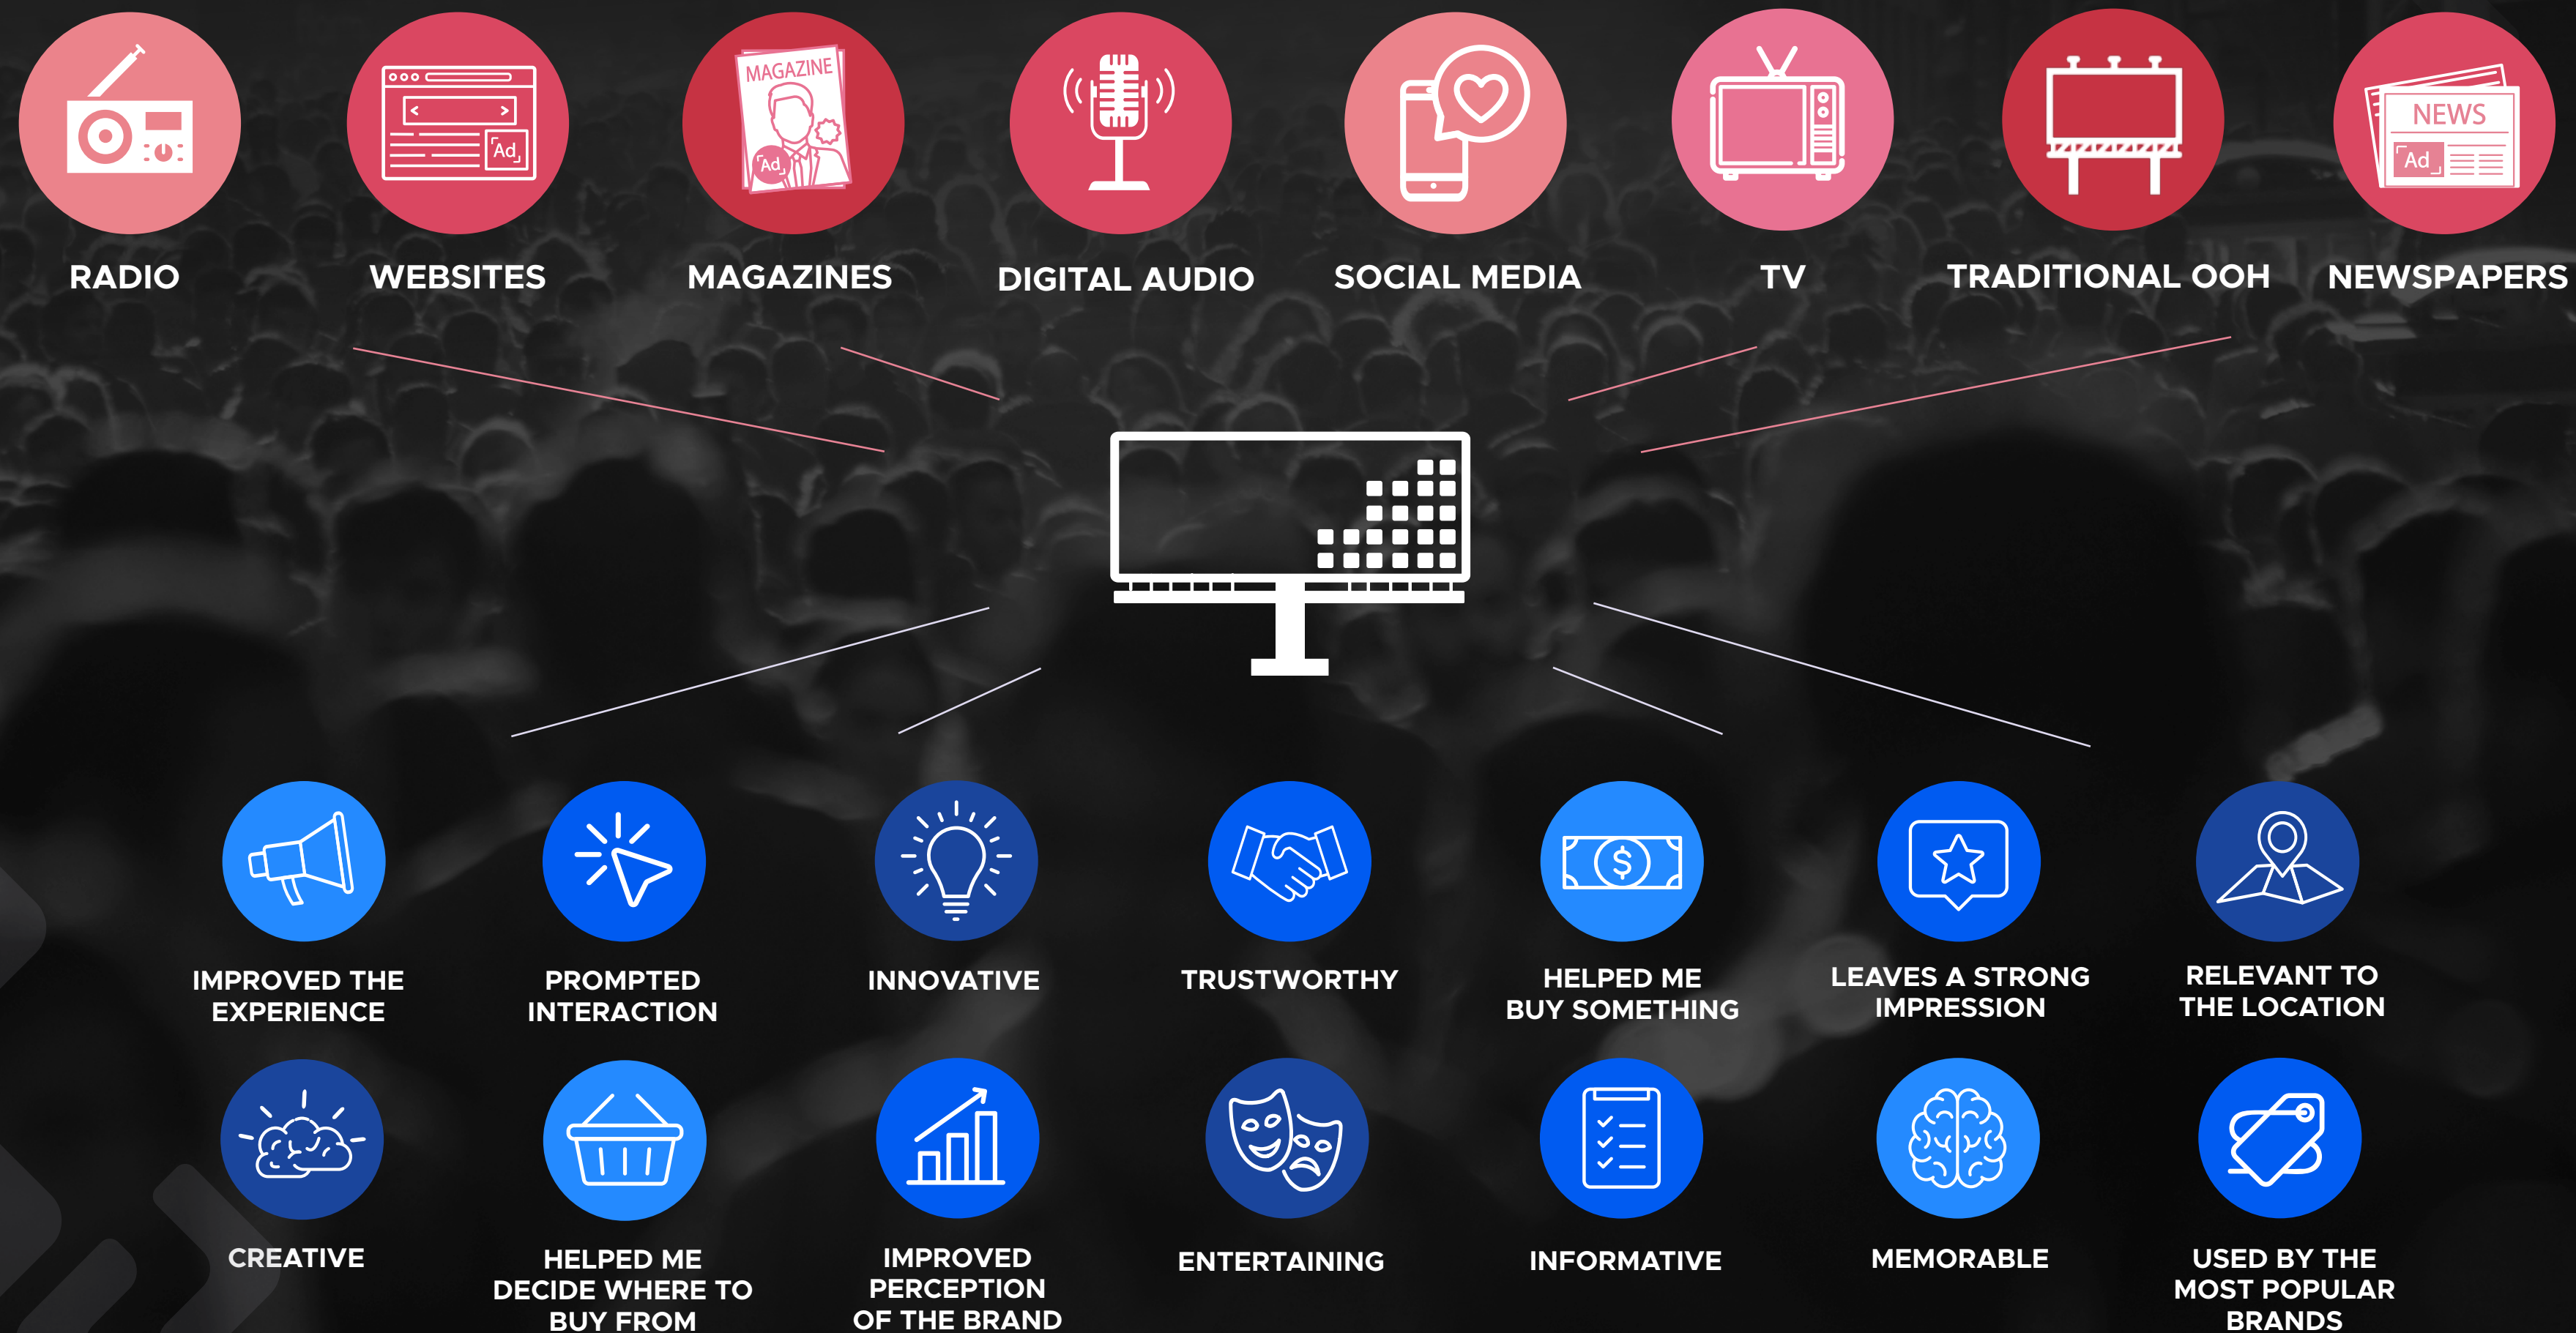 MAGAZINE
NEWS
Ad
Ad
Ad
RADIO
WEBSITES
MAGAZINES
DIGITAL AUDIO
SOCIAL MEDIA
TV
TRADITIONAL OOH
NEWSPAPERS
$
IMPROVED THE
EXPERIENCE
PROMPTED
INTERACTION
INNOVATIVE
TRUSTWORTHY
HELPED ME
BUY SOMETHING
LEAVES A STRONG
IMPRESSION
RELEVANT TO
THE LOCATION
CREATIVE
HELPED ME
DECIDE WHERE TO
BUY FROM
IMPROVED
PERCEPTION
OF THE BRAND
ENTERTAINING
INFORMATIVE
MEMORABLE
USED BY THE
MOST POPULAR
BRANDS